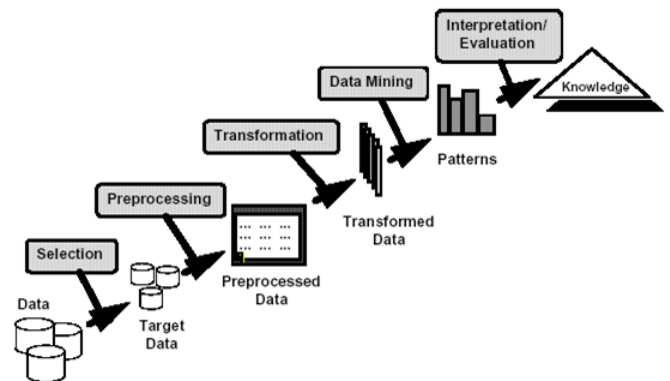 Interpretation/
Evaluation
Data Mining
Knowledge
Transformation
Patterns
Preprocessing
Transformed
Data
Selection
Preprocessed
Data
Data
Target
Data